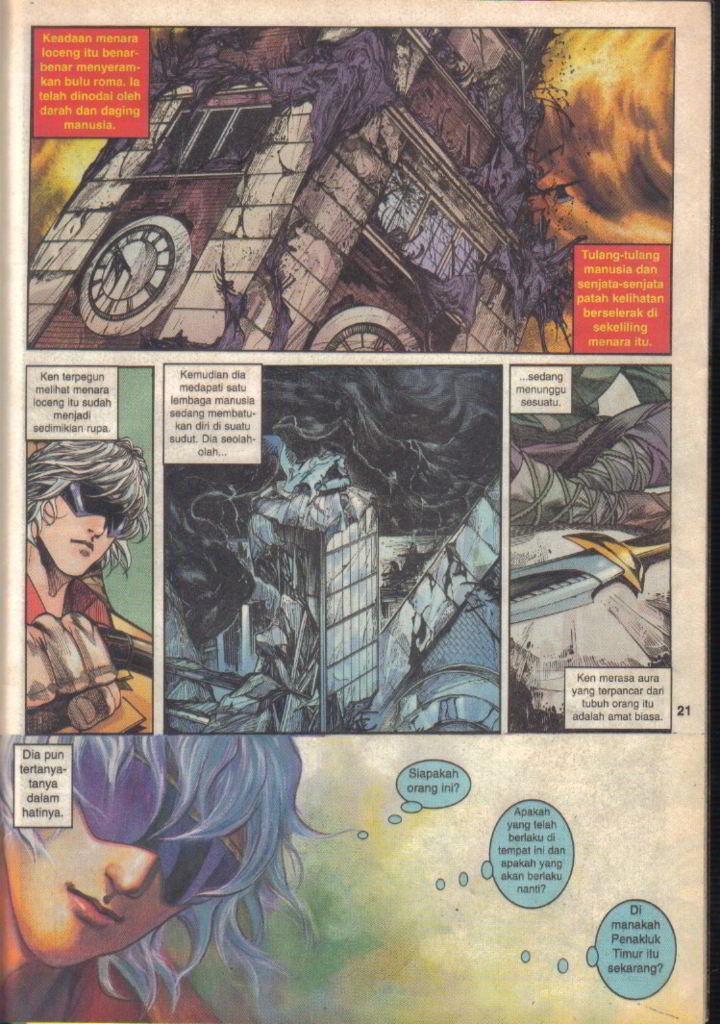 Keadaan menara
loceng itu benar-
benar menyeram-
kan bulu roma. Ia
telah dinodai oleh
darah dan daging
manusia.
Tulang-tulang
manusia dan
senjata-senjata
patah kelihatan
berselerak di
sekeliling
menara itu.
Ken terpegun
melihat menara
loceng itu sudah
menjadi
sedimikian rupa.
Kemudian dia
medapati satu
lembaga manusia
sedang membatu-
kan diri di suatu
sudut. Dia seolah-
olah...
...sedang
menunggu
sesuatu.
Ken merasa aura
yang terpancar dari
tubuh orang itu
adalah amat biasa.
21
Dia pun
tertanya-
tanya
dalam
hatinya.
Siapakah
orang ini?
Apakah
yang telah
berlaku di
tempat ini dan
apakah yang
akan berlaku
nanti?
Di
manakah
Penakluk
Timur itu
sekarang?